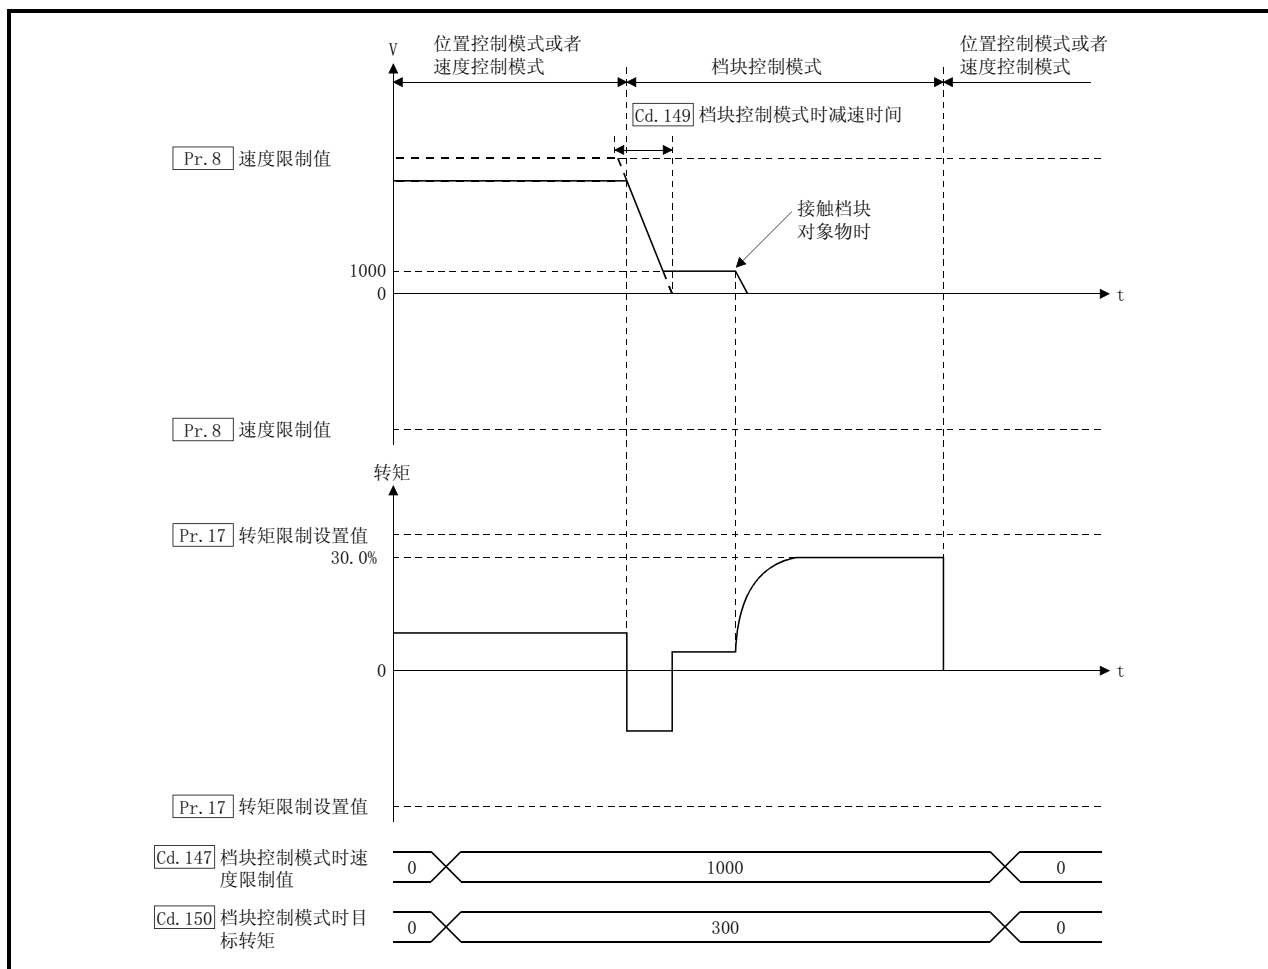 V
位置控制模式或者
速度控制模式
档块控制模式
位置控制模式或者
速度控制模式
Cd.149 档块控制模式时减速时间
Pr.8 速度限制值
接触档块
对象物时
1000
0
t
Pr.8 速度限制值
转矩
Pr.17 转矩限制设置值
30.0%
0
t
Pr.17 转矩限制设置值
Cd.147 档块控制模式时速
度限制值
0
1000
0
Cd.150 档块控制模式时目
标转矩
0
300
0